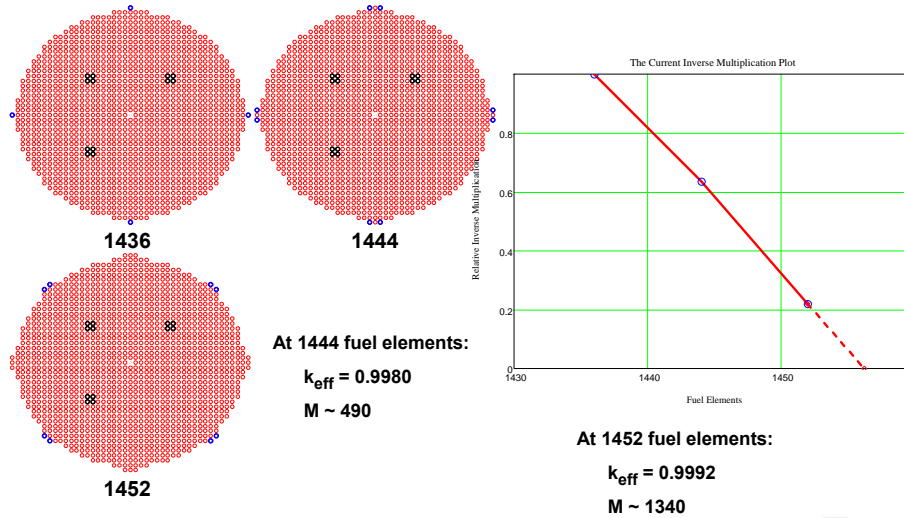 1436
1444
1452
The Current Inverse Multiplication Plot
Relative Inverse Multiplication
0.8
0.6
0.4
0.2
0
1430
1440
1450
Fuel Elements
At 1444 fuel elements:
keff = 0.9980
M ~ 490
At 1452 fuel elements:
keff = 0.9992
M ~ 1340